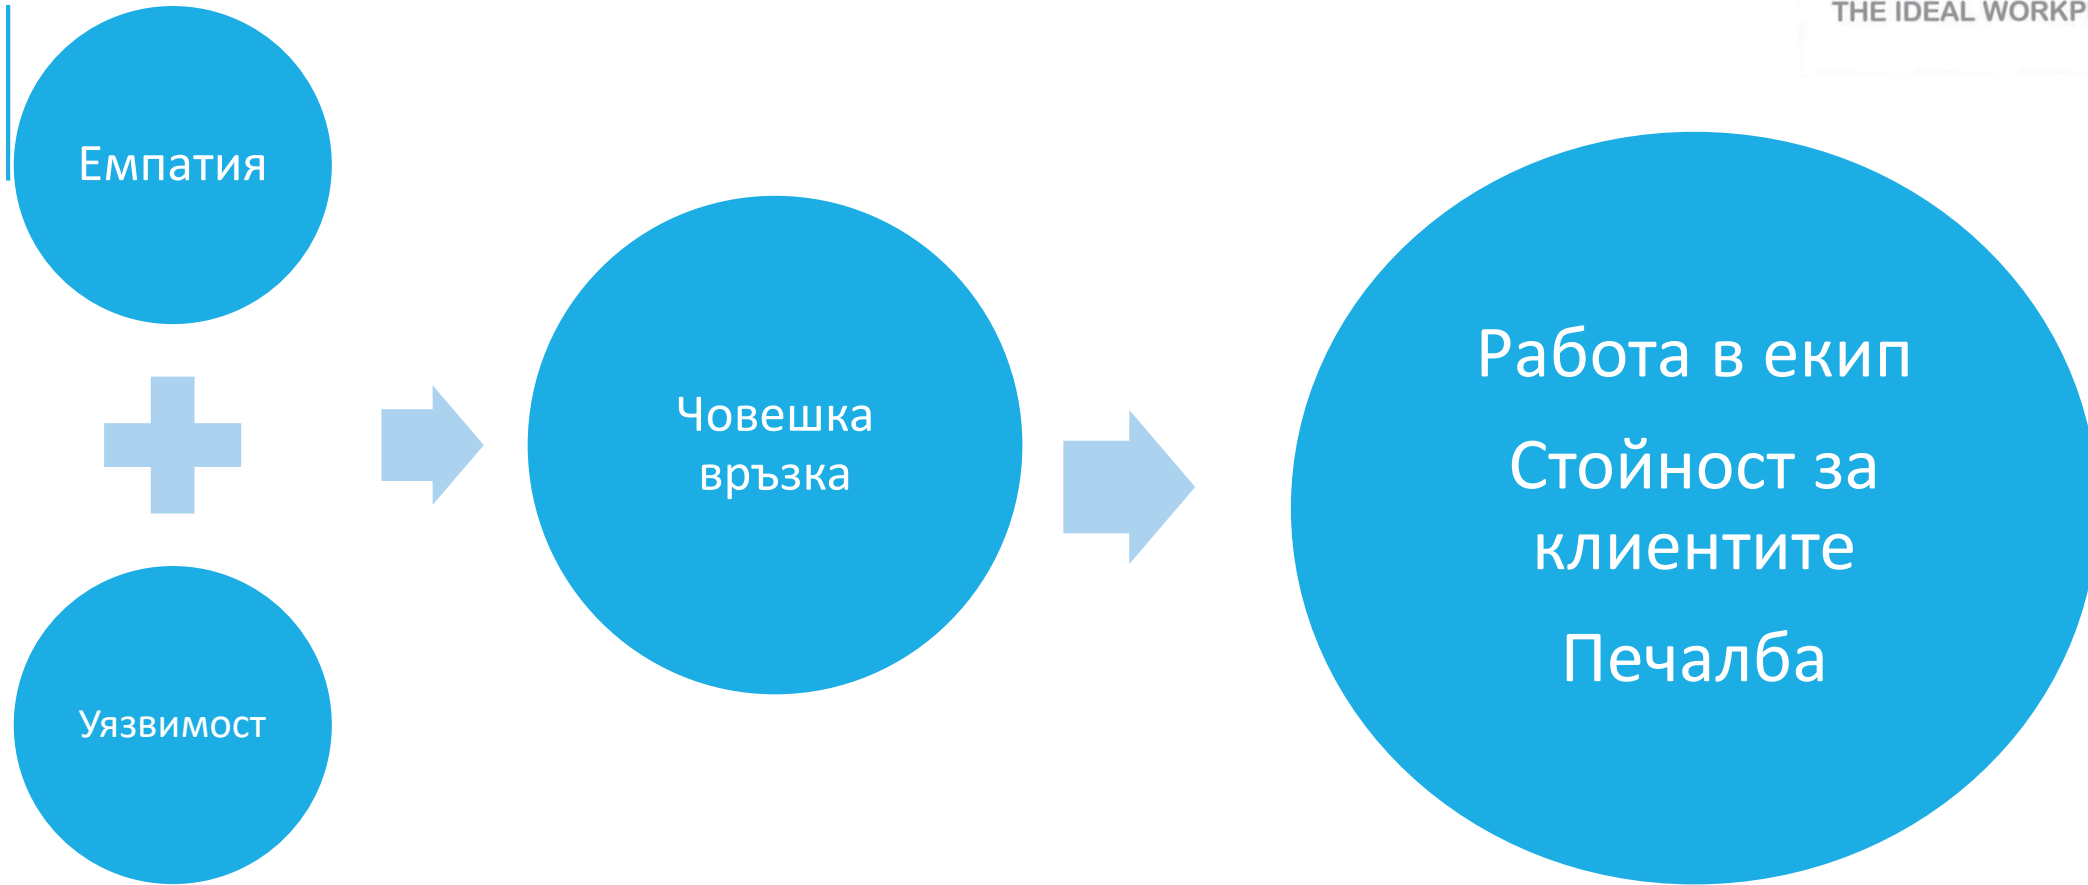 THE IDEAL WORKP
Емпатия
Уязвимост
Човешка
връзка
Работа в екип
Стойност за
клиентите
Печалба